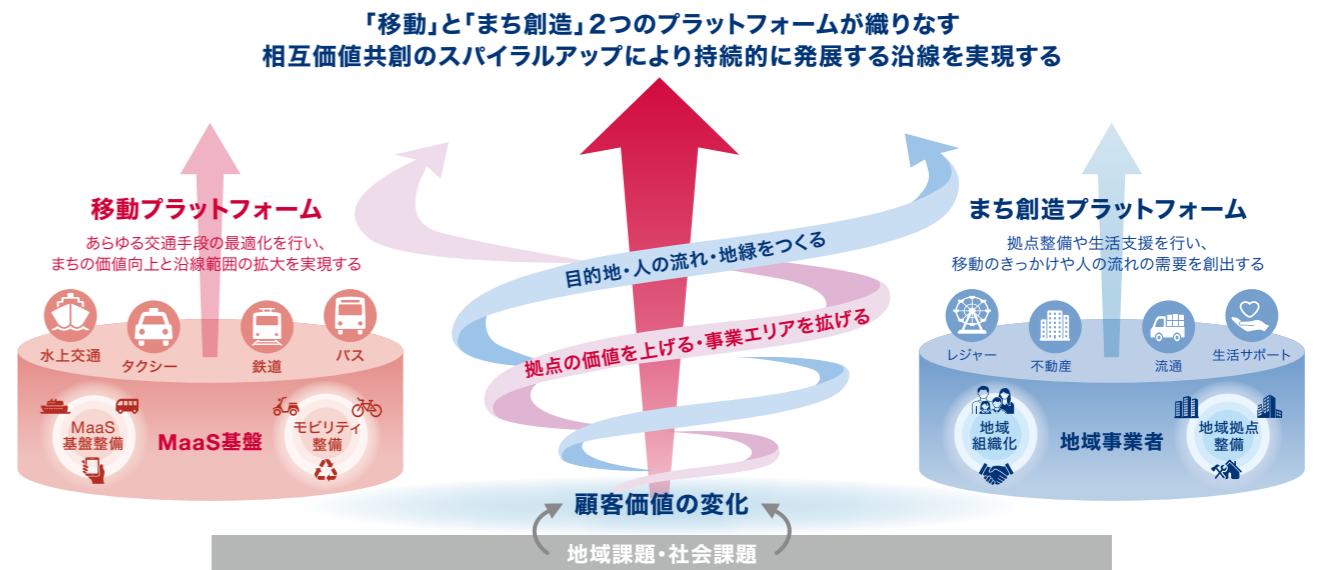 「移動」と「まち創造」２つのプラットフォームが織りなす
相互価値共創のスパイラルアップにより持続的に発展する沿線を実現する
移動プラットフォーム
あらゆる交通手段の最適化を行い、
まちの価値向上と沿線範囲の拡大を実現する
水上交通
タクシー
鉄道
バス
MaaS
基盤整備
MaaS基盤
モビリティ
整備
目的地・人の流れ・地緑をつくる
拠点の価値を上げる・事業エリアを拡げる
まち創造プラットフォーム
拠点整備や生活支援を行い、
移動のきっかけや人の流れの需要を創出する
レジャー
不動産
流通
生活サポート
地域
組織化
地域事業者
地域拠点
整備
顧客価値の変化
地域課題・社会課題